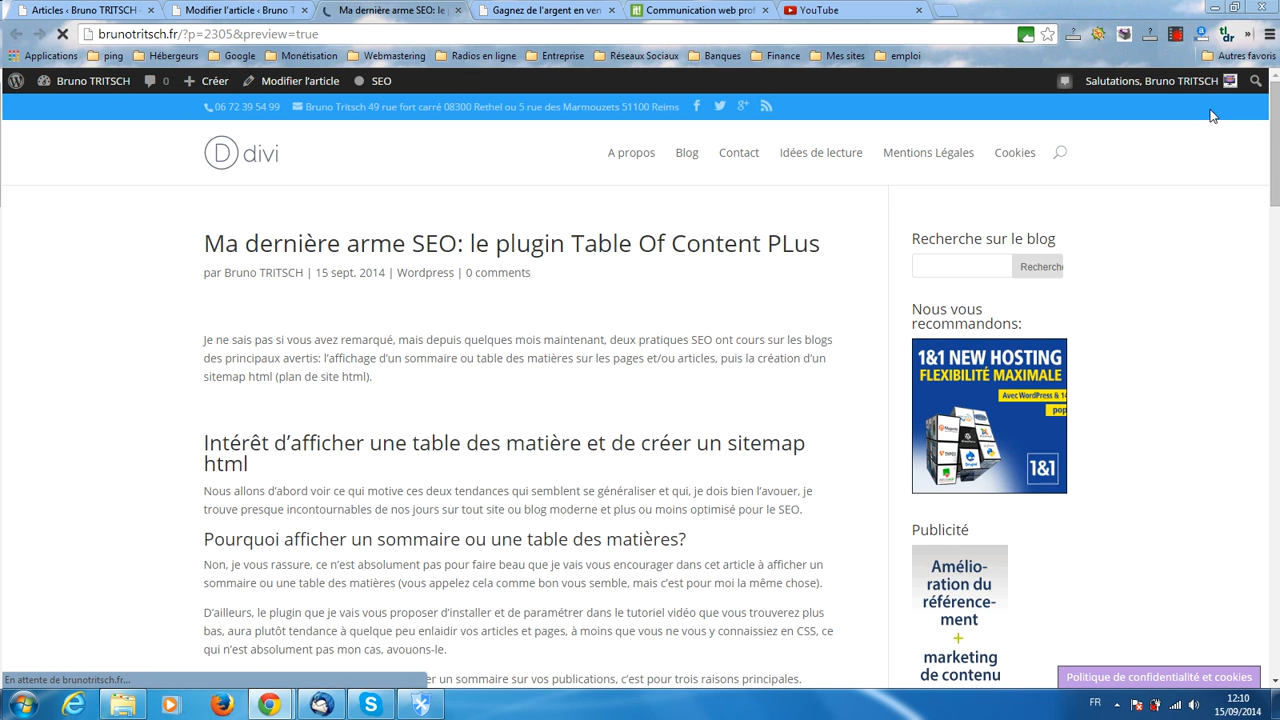 Articles ‹ Bruno TRITSCH ‹
Modifier l'article ‹ Bruno T
Ma dernière arme SEO: le p
Gagnez de l'argent en ven
Communication web prof
YouTube
brunotritsch.fr/?p=2305&preview=true
Applications
ping
Hébergeurs
Google
Monétisation
Webmastering
Radios en ligne
Entreprise
Réseaux Sociaux
Banques
Finance
Mes sites
emploi
Autres favoris
Bruno TRITSCH
0
Créer
Modifier l'article
SEO
Salutations, Bruno TRITSCH
06 72 39 54 99
Bruno Tritsch 49 rue fort carré 08300 Rethel ou 5 rue des Marmouzets 51100 Reims
D divi
A propos
Blog
Contact
Idées de lecture
Mentions Légales
Cookies
Ma dernière arme SEO: le plugin Table Of Content PLus
par Bruno TRITSCH | 15 sept, 2014 | Wordpress | 0 comments
Je ne sais pas si vous avez remarqué, mais depuis quelques mois maintenant, deux pratiques SEO ont cours sur les blogs
des principaux avertis: l'affichage d'un sommaire ou table des matières sur les pages et/ou articles, puis la création d'un
sitemap html (plan de site html).
Intérêt d'afficher une table des matière et de créer un sitemap
html
Nous allons d'abord voir ce qui motive ces deux tendances qui semblent se généraliser et qui, je dois bien l'avouer, je
trouve presque incontournables de nos jours sur tout site ou blog moderne et plus ou moins optimisé pour le SEO.
Pourquoi afficher un sommaire ou une table des matières?
Non, je vous rassure, ce n'est absolument pas pour faire beau que je vais vous encourager dans cet article à afficher un
sommaire ou une table des matières (vous appelez cela comme bon vous semble, mais c'est pour moi la même chose).
D'ailleurs, le plugin que je vais vous proposer d'installer et de paramétrer dans le tutoriel vidéo que vous trouverez plus
bas, aura plutôt tendance à quelque peu enlaidir vos articles et pages, à moins que vous ne vous y connaissiez en CSS, ce
qui n'est absolument pas mon cas, avouons-le.
er un sommaire sur vos publications, c'est pour trois raisons principales.
Recherche sur le blog
Recherche
Nous vous
recommandons:
1&1 NEW HOSTING
FLEXIBILITÉ MAXIMALE
Avec WordPress & 14
pop
1&1
Publicité
Amélio-
ration du
référence-
ment
+
marketing
de contenu
Politique de confidentialité et cookies
En attente de brunotritsch.fr...
FR
12:10
15/09/2014